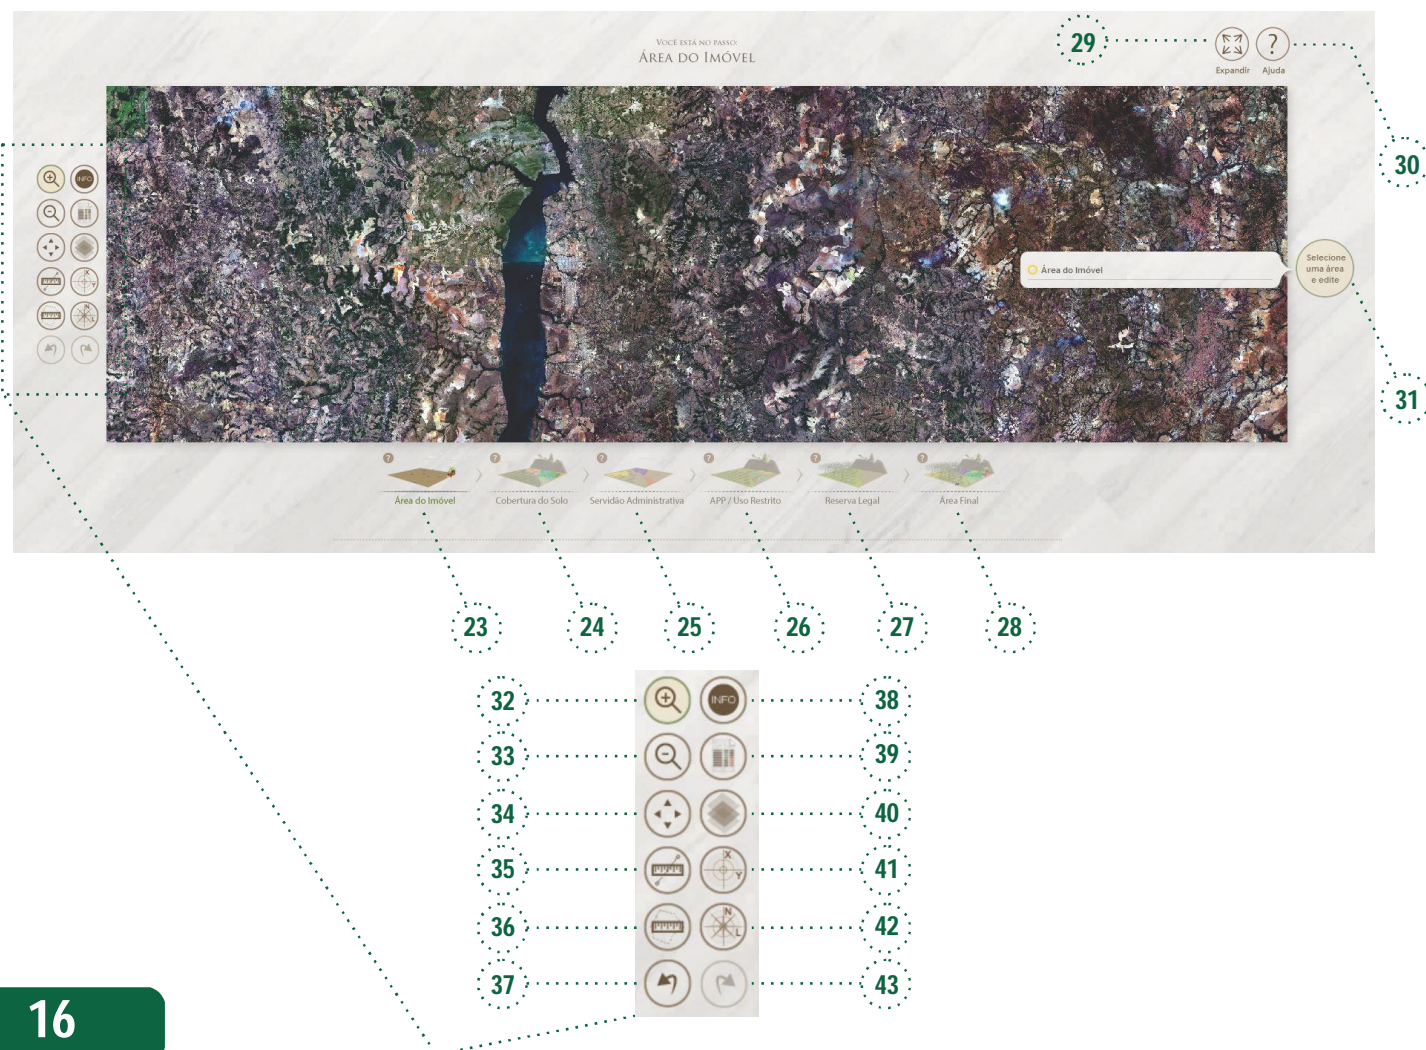 VOCÊ ESTÁ NO PASSO:
ÁREA DO IMÓVEL
29
Expandir
Ajuda
30
INFO
X
Y
N
L
Área do Imóvel
Selecione
uma área
e edite
31
?
?
?
?
?
?
?
Área do Imóvel
Cobertura do Solo
Servidão Administrativa
APP / Uso Restrito
Reserva Legal
Área Final
23
24
25
26
27
28
32
INFO
38
33
39
34
40
35
X
Y
41
36
N
L
42
37
43
16